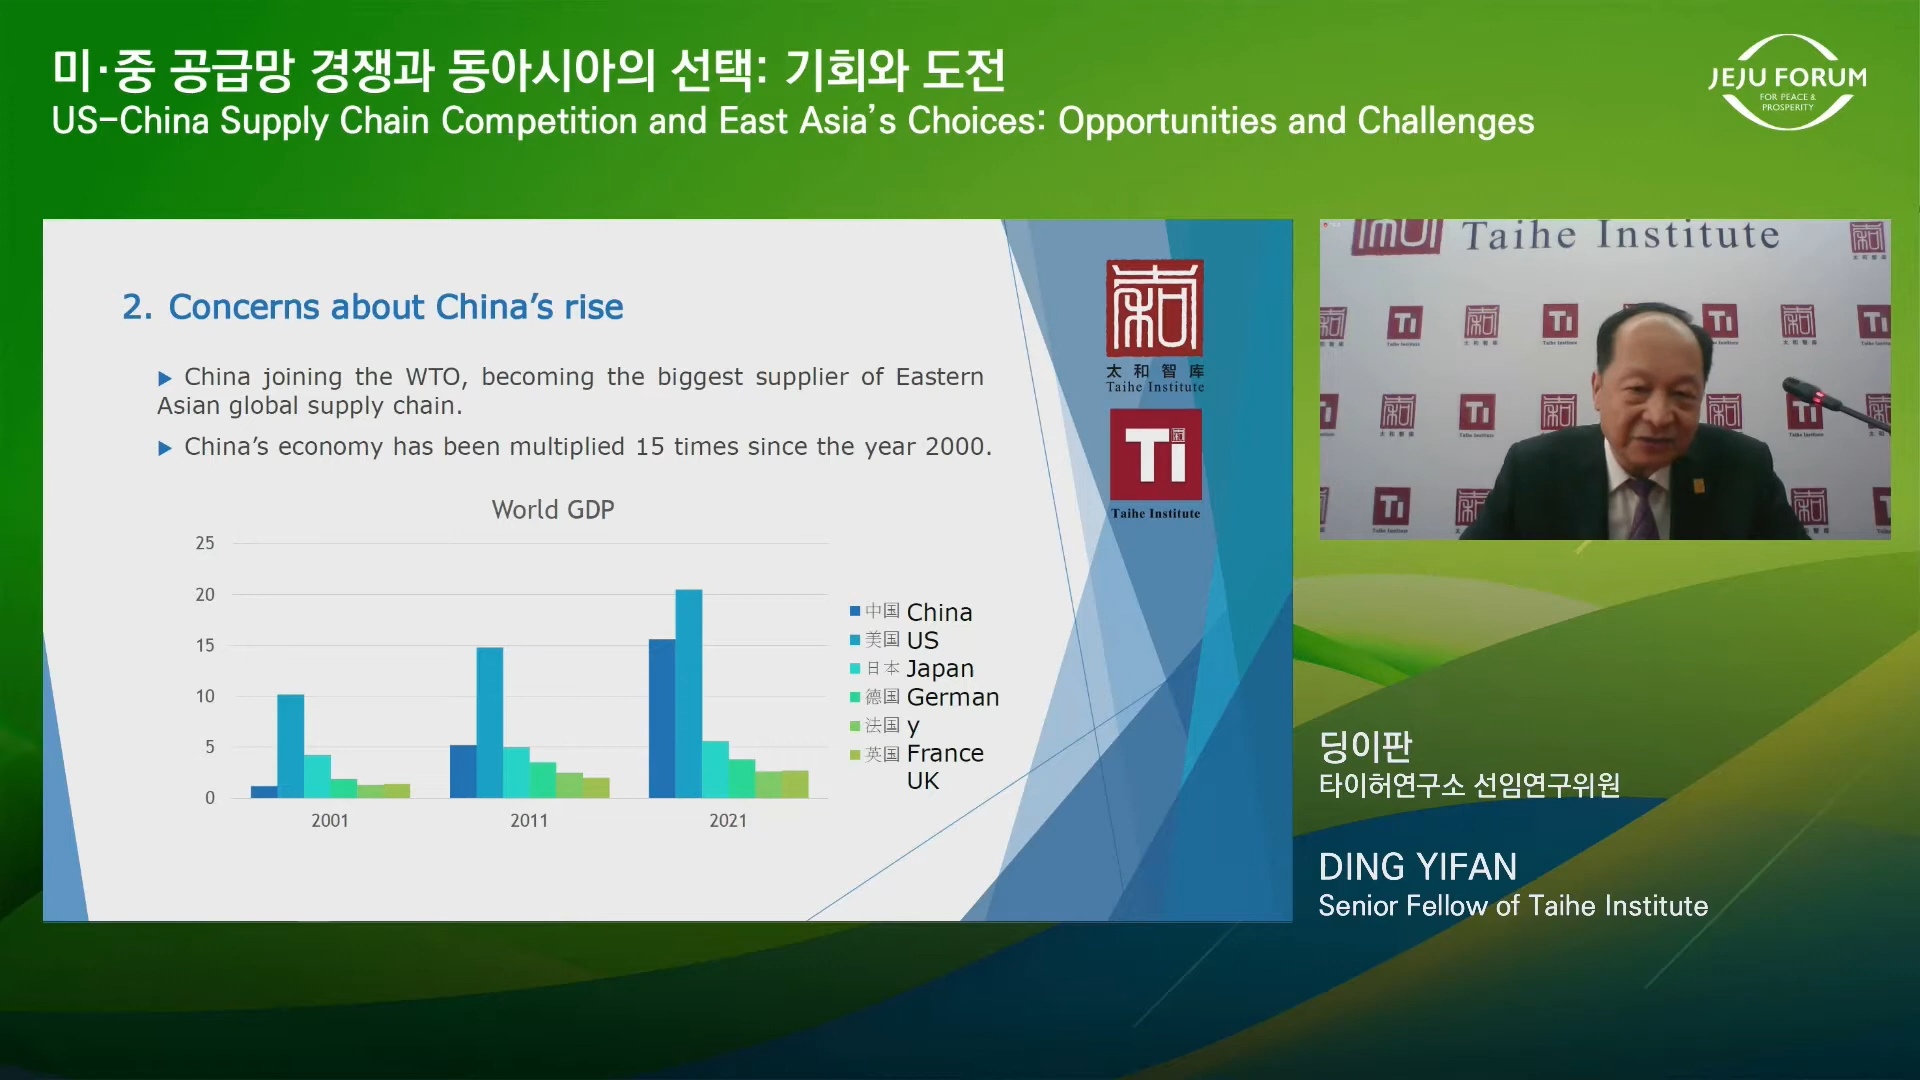 미·중 공급망 경쟁과 동아시아의 선택: 기회와 도전
US-China Supply Chain Competition and East Asia's Choices: Opportunities and Challenges
JEJU FORUM
FOR PEACE &
PROSPERITY
2. Concerns about China's rise
China joining the WTO, becoming the biggest supplier of Eastern
Asian global supply chain.
China's economy has been multiplied 15 times since the year 2000.
World GDP
25
20
15
10
5
0
2001 2011 2021
中国 China
美国 US
日本 Japan
德国 German
法国 y
英国 France
UK
太和智库
Taihe Institute
TI
Taihe Institute
Taihe Institute
딩이판
타이허연구소 선임연구위원
DING YIFAN
Senior Fellow of Taihe Institute